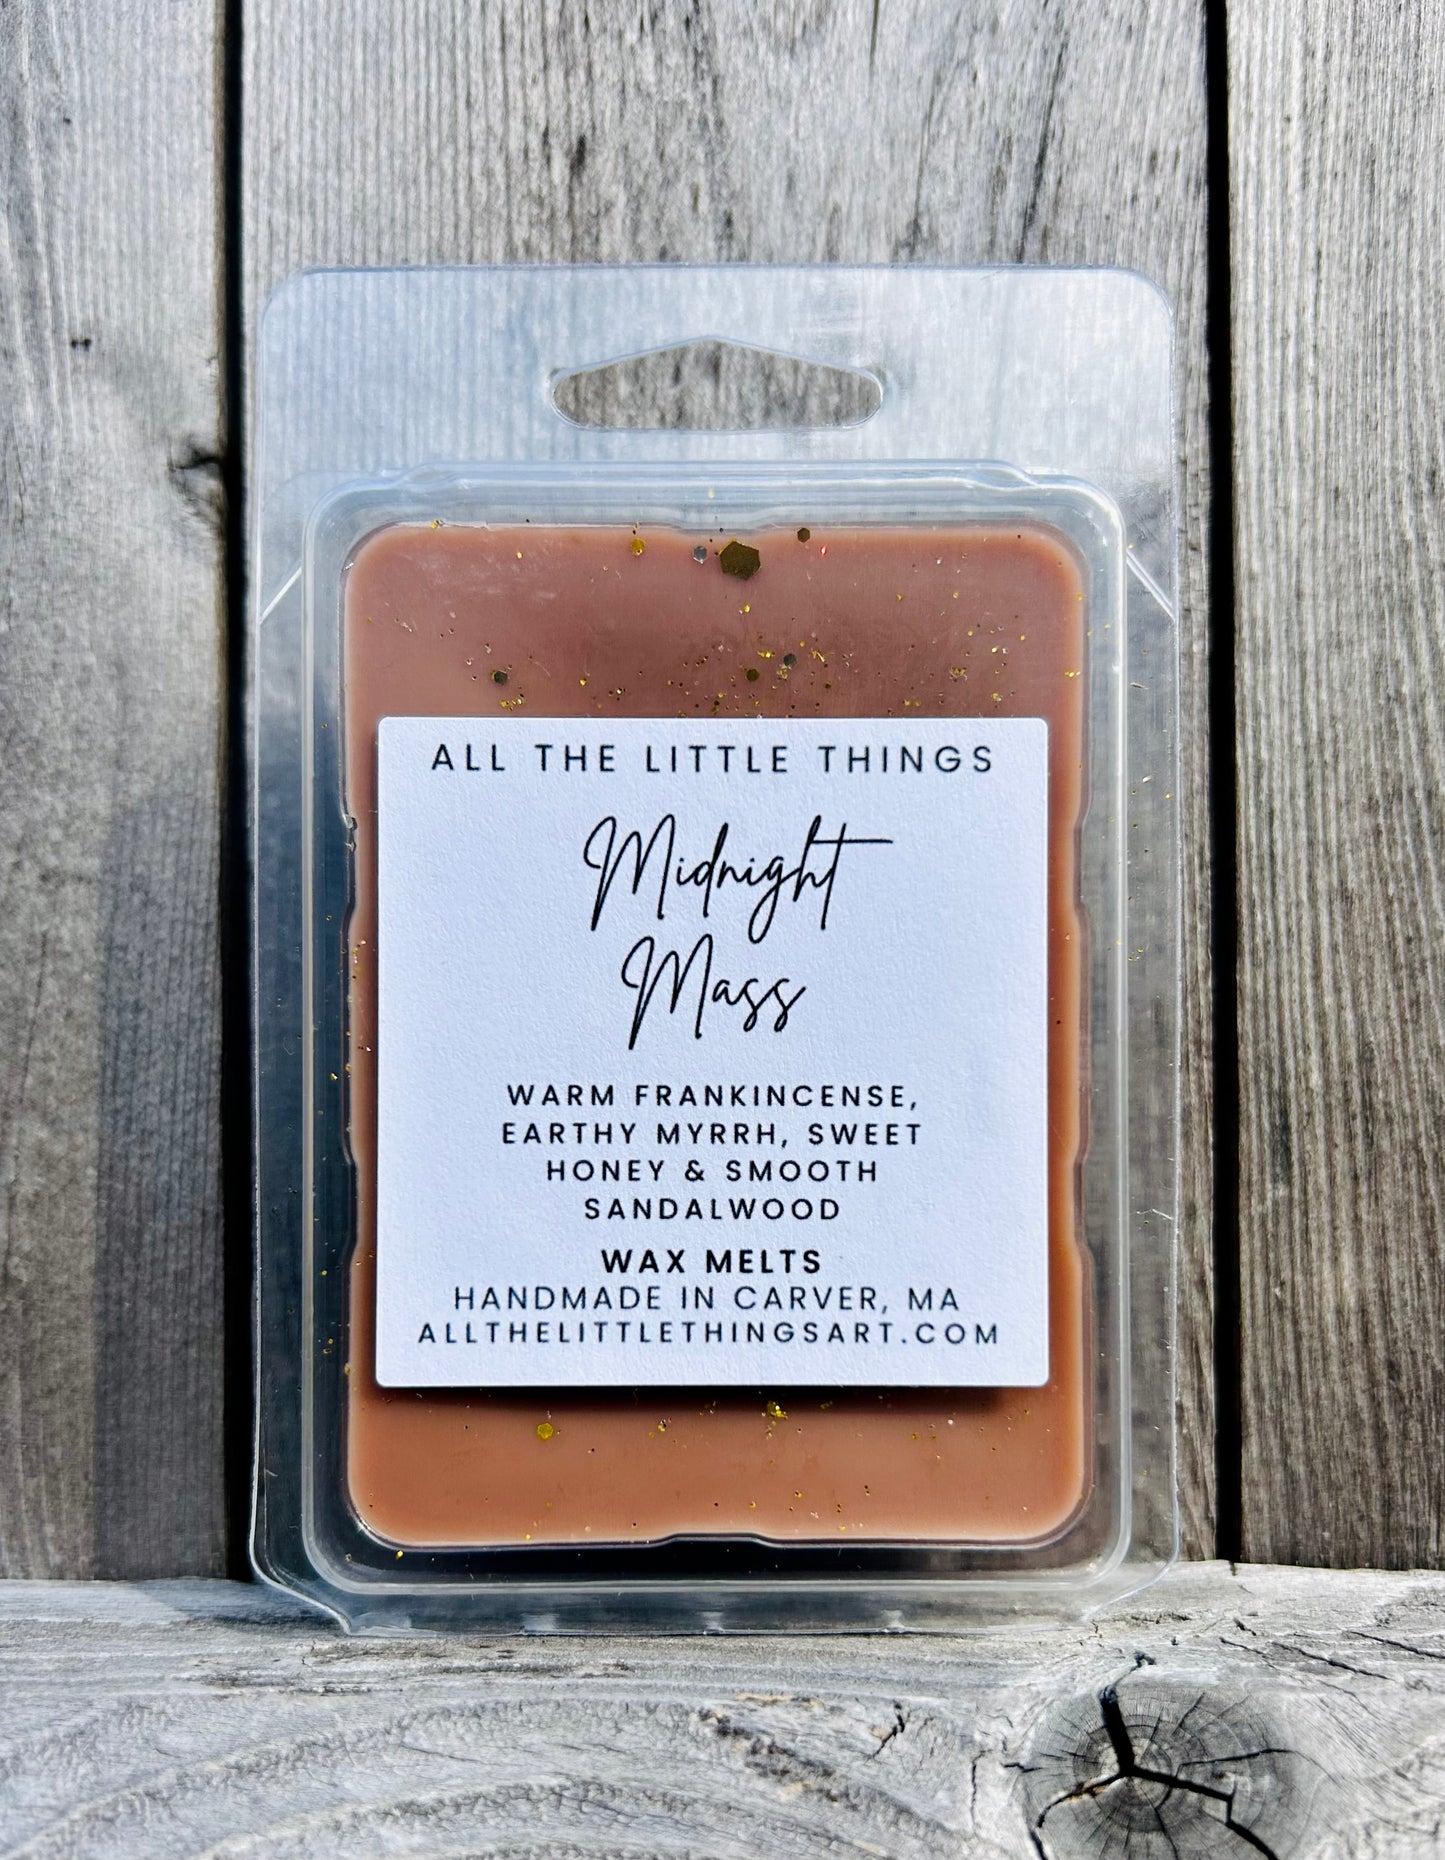 ALL THE LITTLE THINGS
Midnight
Mass
WARM FRANKINCENSE,
EARTHY MYRRH, SWEET
HONEY & SMOOTH
SANDALWOOD
WAX MELTS
HANDMADE IN CARVER, MA
ALLTHELITTLETHINGSART.COM